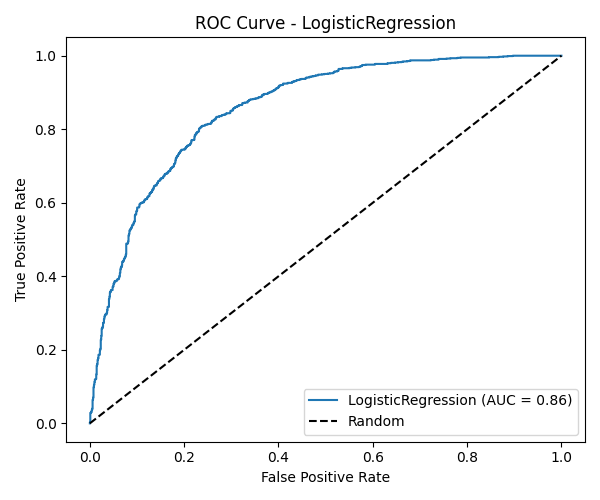 ROC Curve - LogisticRegression
True Positive Rate
1.0
0.8
0.6
0.4
0.2
0.0
LogisticRegression (AUC = 0.86)
Random
0.0 0.2 0.4 0.6 0.8 1.0
False Positive Rate